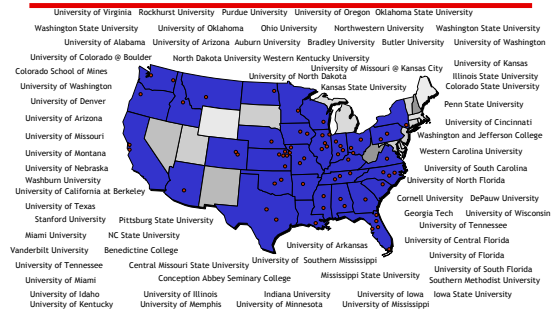 University of Virginia Rockhurst University Purdue University University of Oregon Oklahoma State University
Washington State University University of Oklahoma Ohio University Northwestern University Washington State University
University of Alabama University of Arizona Auburn University Bradley University Butler University University of Washington
University of Colorado @ Boulder North Dakota University Western Kentucky University University of Missouri @ Kansas City University of Kansas
Colorado School of Mines University of North Dakota Illinois State University
University of Washington Kansas State University Colorado State University
University of Denver Penn State University
University of Arizona University of Cincinnati
University of Missouri Washington and Jefferson College
University of Montana Western Carolina University
University of Nebraska University of South Carolina
Washburn University University of North Florida
University of California at Berkeley
University of Texas Cornell University DePauw University
Stanford University Pittsburg State University Georgia Tech University of Wisconsin
University of Tennessee
Miami University NC State University University of Central Florida
Vanderbilt University Benedictine College University of Arkansas University of Florida
University of Tennessee Central Missouri State University University of Southern Mississippi University of South Florida
University of Miami Conception Abbey Seminary College Mississippi State University Southern Methodist University
University of Idaho University of Illinois Indiana University University of Iowa Iowa State University
University of Kentucky University of Memphis University of Minnesota University of Mississippi